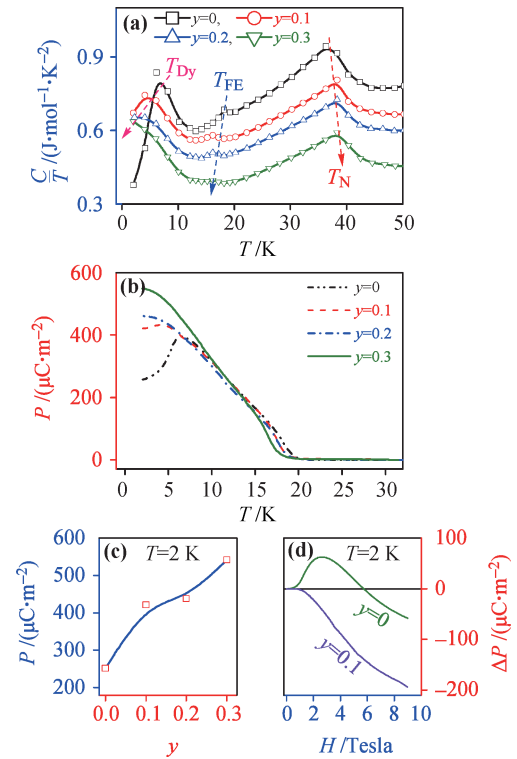 (a)
y=0, y=0.1
y=0.2, y=0.3
T_Dy
T_FE
T_N
C/T /(J·mol⁻¹·K⁻²)
0.9
0.6
0.3
0 10 20 30 40 50
T /K
(b)
y=0
y=0.1
y=0.2
y=0.3
P /(μC·m⁻²)
600
400
200
0
0 5 10 15 20 25 30
T/K
(c) T=2 K
P /(μC·m⁻²)
600
500
400
300
200
0.0 0.1 0.2 0.3
y
(d) T=2 K
y=0
y=0.1
100
0
−100
−200
ΔP /(μC·m⁻²)
0 2 4 6 8 10
H /Tesla